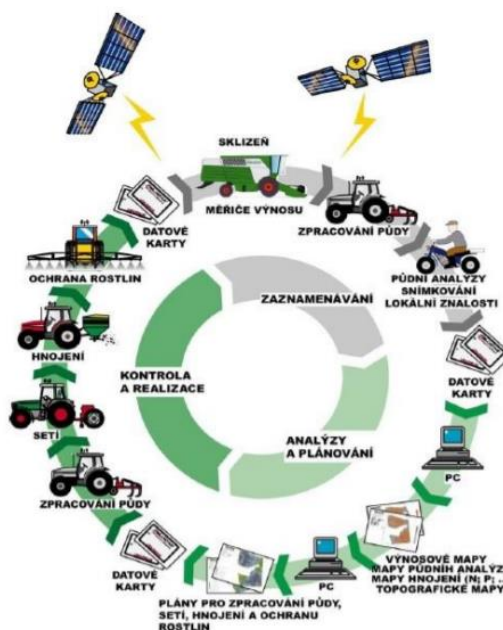 SKLIZEŇ
MĚŘIČE VÝNOSU
ZPRACOVÁNÍ PŮDY
PŮDNÍ ANALÝZY
SNÍMKOVÁNÍ
LOKÁLNÍ ZNALOSTI
DATOVÉ
KARTY
PC
VÝNOSOVÉ MAPY
MAPY PŮDNÍH ANALÝZ
MAPY HNOJENÍ (N; P; ..
TOPOGRAFICKÉ MAPY
PC
PLÁNY PRO ZPRACOVÁNÍ PŮDY,
SETÍ, HNOJENÍ A OCHRANU
ROSTLIN
DATOVÉ
KARTY
ZPRACOVÁNÍ PŮDY
SETÍ
HNOJENÍ
OCHRANA ROSTLIN
DATOVÉ
KARTY
ZAZNAMENÁVÁNÍ
ANALÝZY
A PLÁNOVÁNÍ
KONTROLA
A REALIZACE